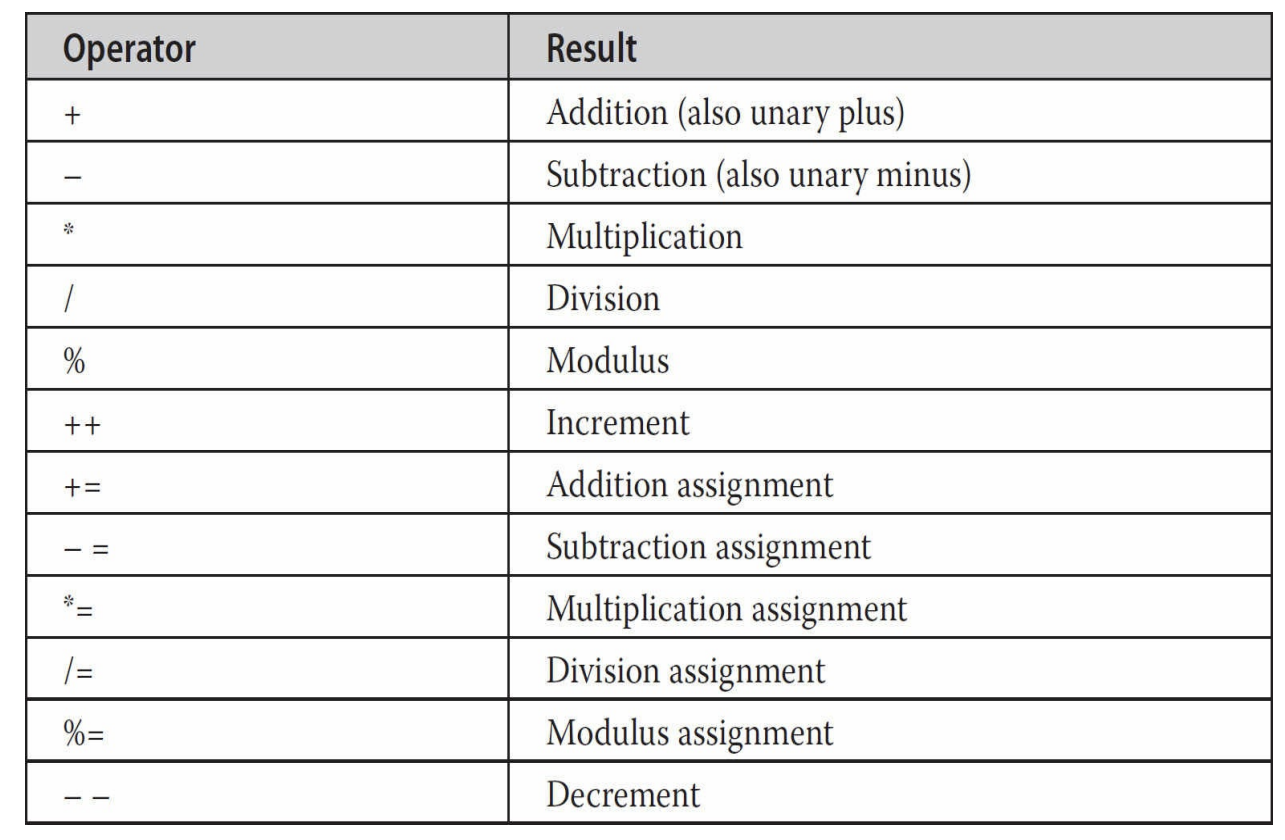 Operator Result
+ Addition (also unary plus)
– Subtraction (also unary minus)
* Multiplication
/ Division
% Modulus
++ Increment
+= Addition assignment
– = Subtraction assignment
*= Multiplication assignment
/= Division assignment
%= Modulus assignment
– – Decrement